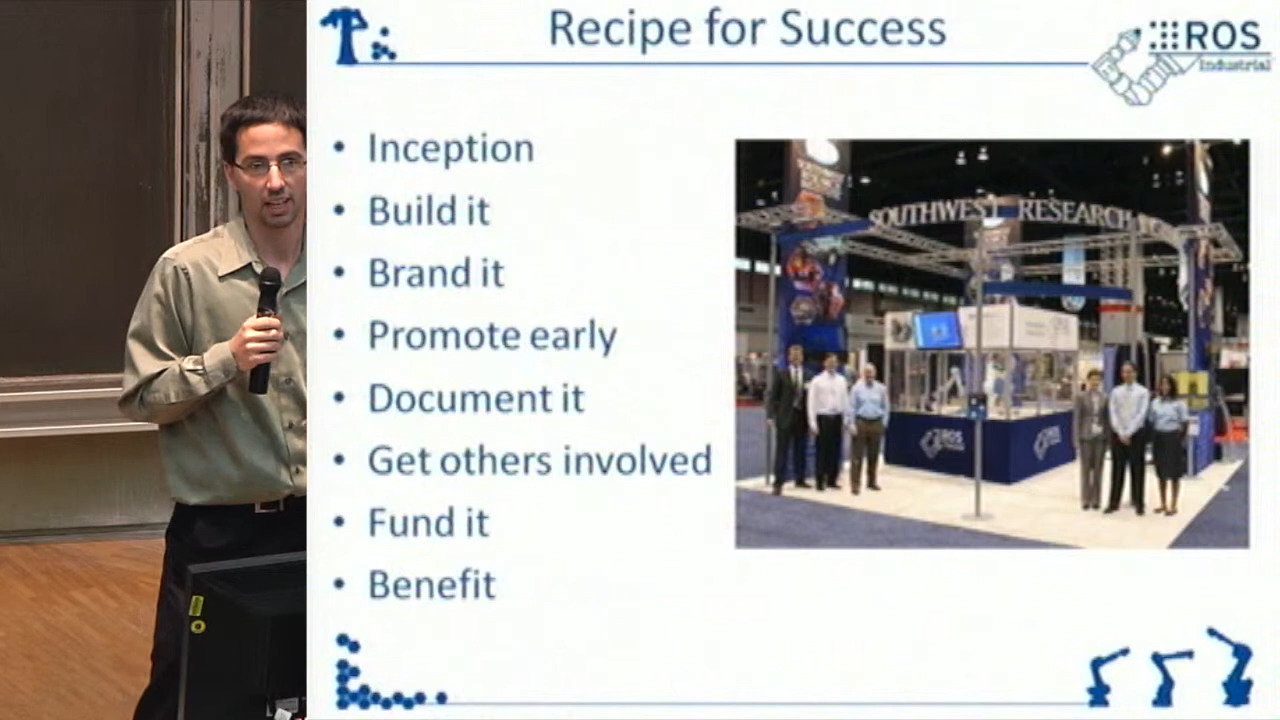 Recipe for Success
ROS
Industrial
• Inception
• Build it
• Brand it
• Promote early
• Document it
• Get others involved
• Fund it
• Benefit
SOUTHWEST RESEARCH
ROS